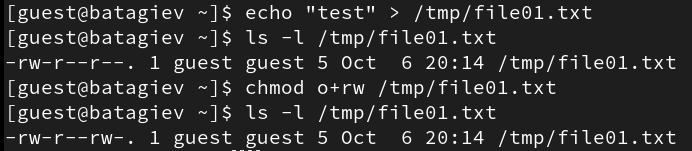 [guest@batagiev ~]$ echo "test" > /tmp/file01.txt
[guest@batagiev ~]$ ls -l /tmp/file01.txt
-rw-r--r--. 1 guest guest 5 Oct  6 20:14 /tmp/file01.txt
[guest@batagiev ~]$ chmod o+rw /tmp/file01.txt
[guest@batagiev ~]$ ls -l /tmp/file01.txt
-rw-r--rw-. 1 guest guest 5 Oct  6 20:14 /tmp/file01.txt